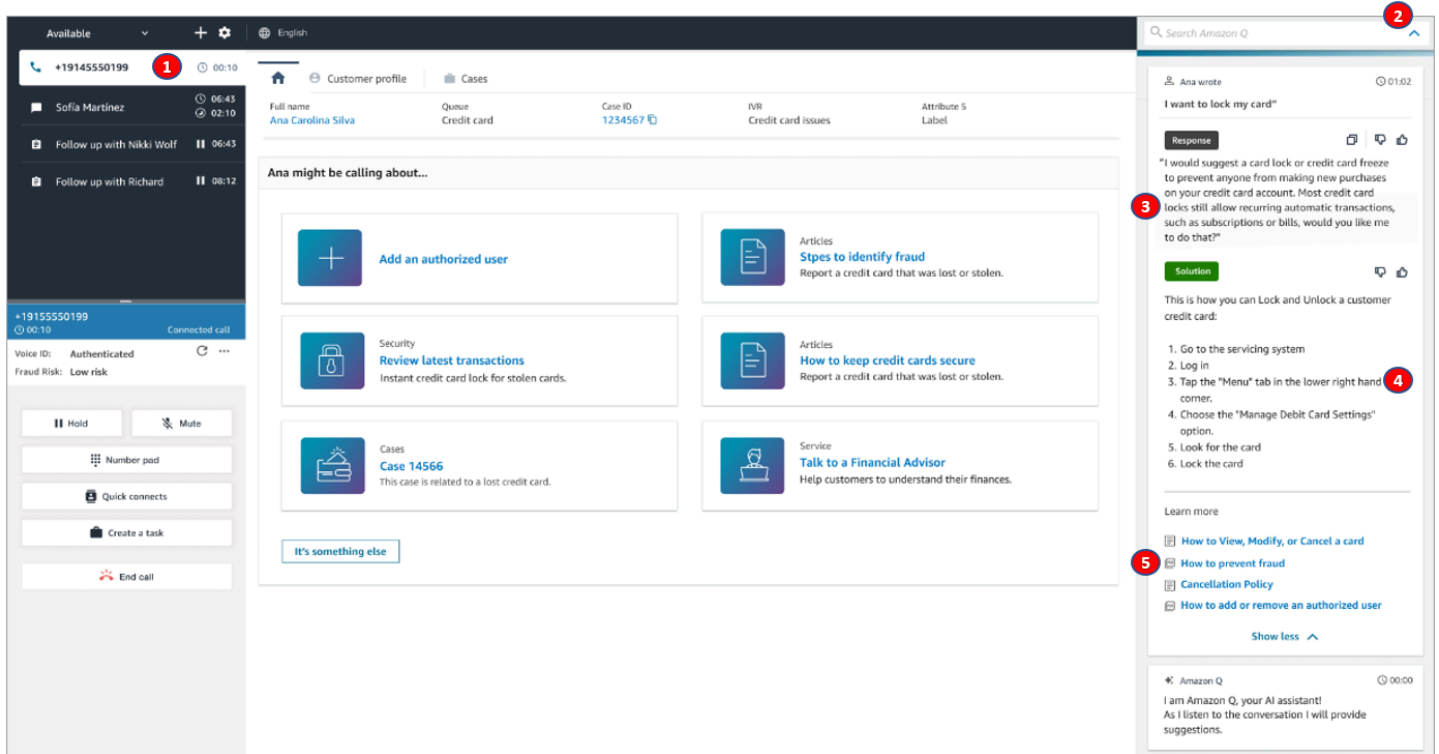 2
Available
English
Search Amazon Q
+19145550199
1
00:10
Sofía Martínez
06:43
02:10
Follow up with Nikki Wolf
06:43
Follow up with Richard
08:12
+19155550199
00:10
Connected call
Voice ID: Authenticated
Fraud Risk: Low risk
Hold
Mute
Number pad
Quick connects
Create a task
End call
Customer profile
Cases
Full name
Ana Carolina Silva
Queue
Credit card
Case ID
1234567
IVR
Credit card issues
Attribute 5
Label
Ana might be calling about...
Add an authorized user
Articles
Stpes to identify fraud
Report a credit card that was lost or stolen.
Security
Review latest transactions
Instant credit card lock for stolen cards.
Articles
How to keep credit cards secure
Report a credit card that was lost or stolen.
Cases
Case 14566
This case is related to a lost credit card.
Service
Talk to a Financial Advisor
Help customers to understand their finances.
It's something else
Ana wrote
01:02
I want to lock my card"
Response
"I would suggest a card lock or credit card freeze
to prevent anyone from making new purchases
on your credit card account. Most credit card
3
locks still allow recurring automatic transactions,
such as subscriptions or bills, would you like me
to do that?"
Solution
This is how you can Lock and Unlock a customer
credit card:
1. Go to the servicing system
2. Log in
3. Tap the "Menu" tab in the lower right hand
4
corner.
4. Choose the "Manage Debit Card Settings"
option.
5. Look for the card
6. Lock the card
Learn more
How to View, Modify, or Cancel a card
5
How to prevent fraud
Cancellation Policy
How to add or remove an authorized user
Show less
Amazon Q
00:00
I am Amazon Q, your AI assistant!
As I listen to the conversation I will provide
suggestions.